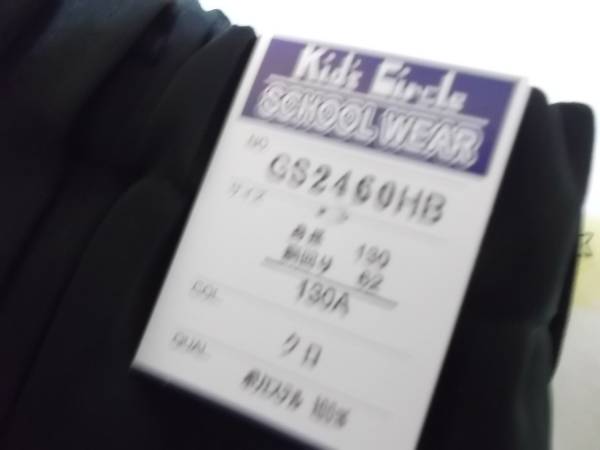 Kid's Circle
SCHOOL WEAR
NO
GS2460HB
サイズ
身長 130
胴回り 62
130A
COL
クロ
QUAL
ポリエステル 100%